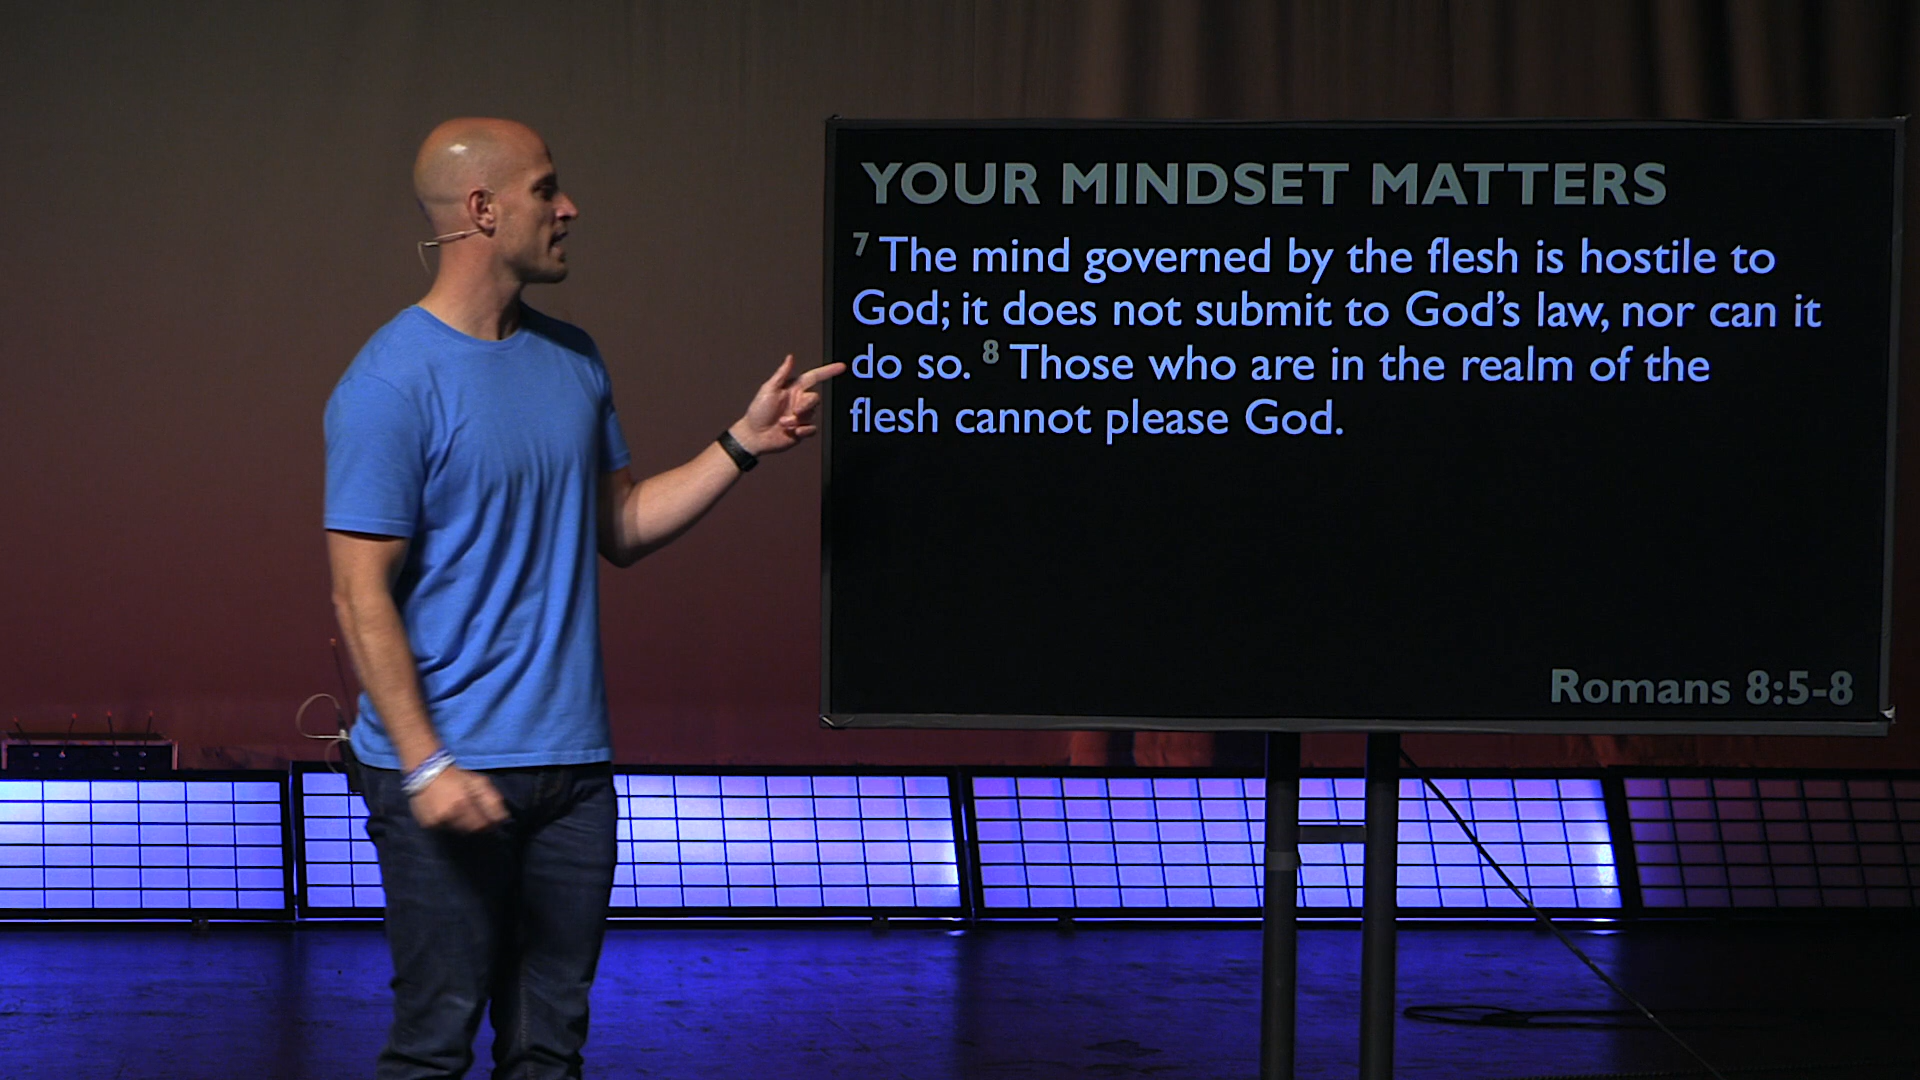 YOUR MINDSET MATTERS
7 The mind governed by the flesh is hostile to
God; it does not submit to God’s law, nor can it
do so. 8 Those who are in the realm of the
flesh cannot please God.
Romans 8:5-8